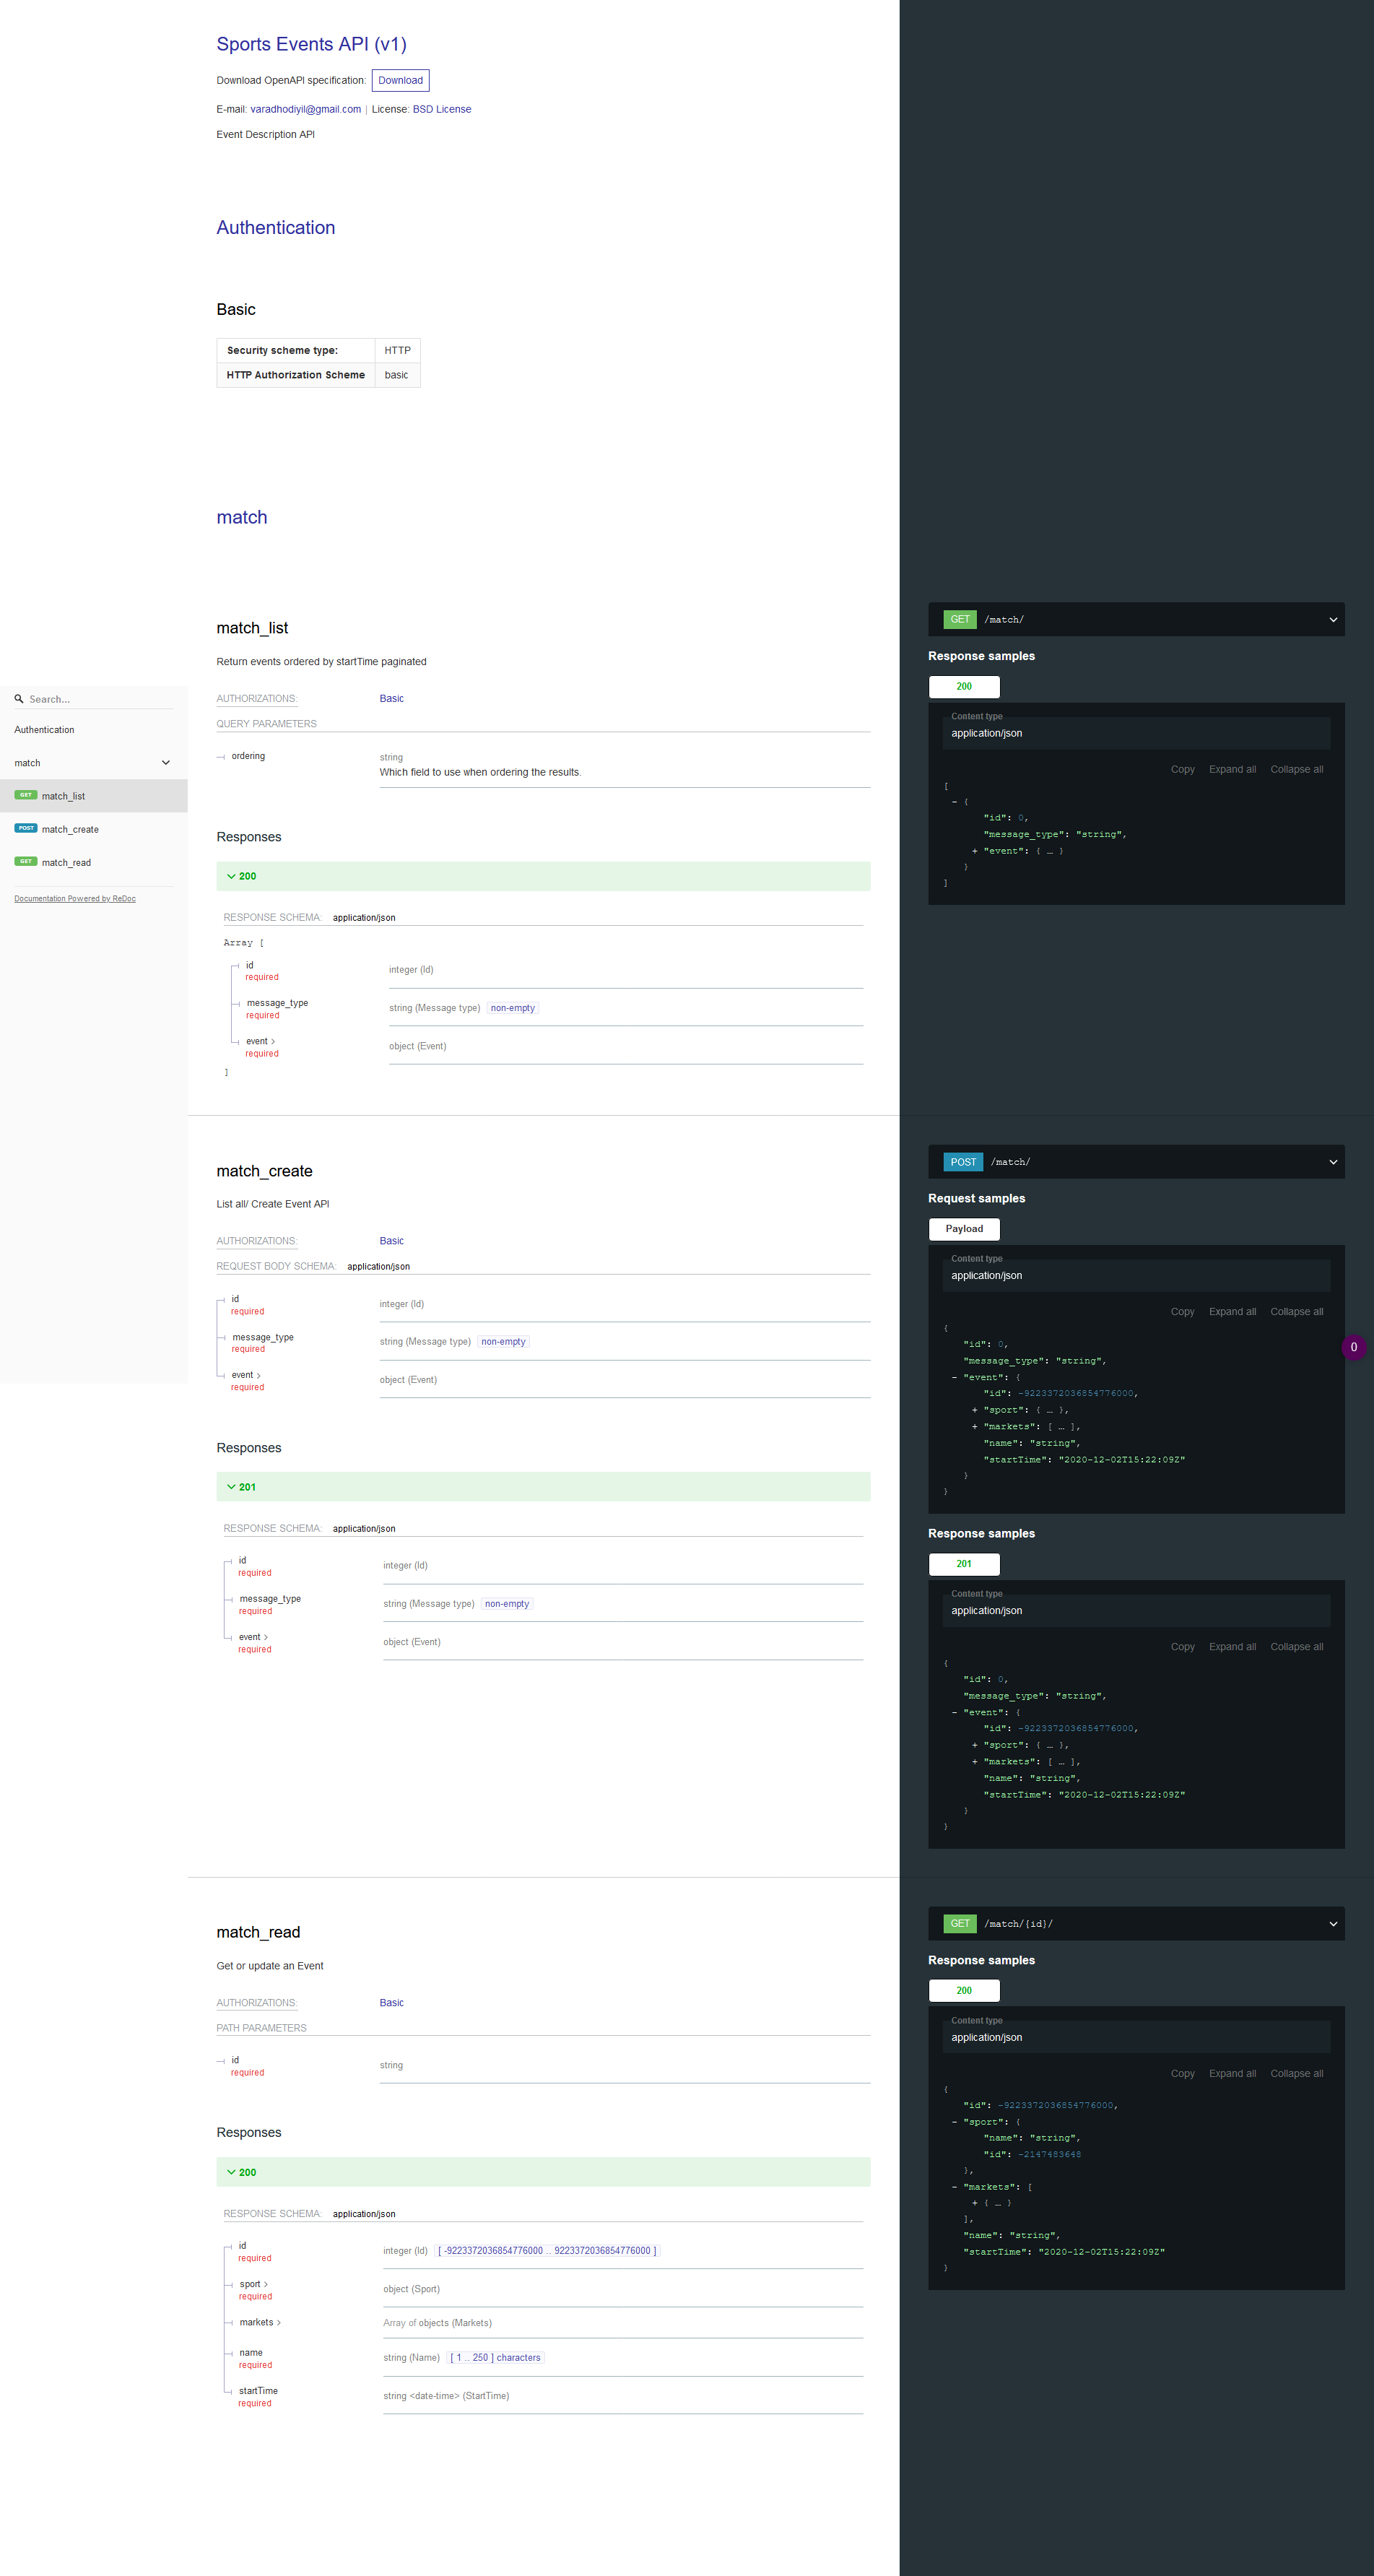 Sports Events API (v1)
Download OpenAPI specification: Download
E-mail: varadhodiyil@gmail.com | License: BSD License
Event Description API
Authentication
Basic
Security scheme type: HTTP
HTTP Authorization Scheme basic
match
Search...
Authentication
match
GET match_list
POST match_create
GET match_read
Documentation Powered by ReDoc
match_list
Return events ordered by startTime paginated
AUTHORIZATIONS: Basic
QUERY PARAMETERS
ordering
string
Which field to use when ordering the results.
Responses
200
RESPONSE SCHEMA: application/json
Array [
id
required
integer (Id)
message_type
required
string (Message type) non-empty
event
required
object (Event)
]
GET /match/
Response samples
200
Content type
application/json
Copy Expand all Collapse all
[
- {
"id": 0,
"message_type": "string",
+ "event": { … }
}
]
match_create
List all/ Create Event API
AUTHORIZATIONS: Basic
REQUEST BODY SCHEMA: application/json
id
required
integer (Id)
message_type
required
string (Message type) non-empty
event
required
object (Event)
Responses
201
RESPONSE SCHEMA: application/json
id
required
integer (Id)
message_type
required
string (Message type) non-empty
event
required
object (Event)
POST /match/
Request samples
Payload
Content type
application/json
Copy Expand all Collapse all
{
"id": 0,
"message_type": "string",
- "event": {
"id": -9223372036854776000,
+ "sport": { … },
+ "markets": [ … ],
"name": "string",
"startTime": "2020-12-02T15:22:09Z"
}
}
0
Response samples
201
Content type
application/json
Copy Expand all Collapse all
{
"id": 0,
"message_type": "string",
- "event": {
"id": -9223372036854776000,
+ "sport": { … },
+ "markets": [ … ],
"name": "string",
"startTime": "2020-12-02T15:22:09Z"
}
}
match_read
Get or update an Event
AUTHORIZATIONS: Basic
PATH PARAMETERS
id
required
string
Responses
200
RESPONSE SCHEMA: application/json
id
required
integer (Id) [ -9223372036854776000 .. 9223372036854776000 ]
sport
required
object (Sport)
markets
Array of objects (Markets)
name
required
string (Name) [ 1 .. 250 ] characters
startTime
required
string <date-time> (StartTime)
GET /match/{id}/
Response samples
200
Content type
application/json
Copy Expand all Collapse all
{
"id": -9223372036854776000,
- "sport": {
"name": "string",
"id": -2147483648
},
- "markets": [
+ { … }
],
"name": "string",
"startTime": "2020-12-02T15:22:09Z"
}